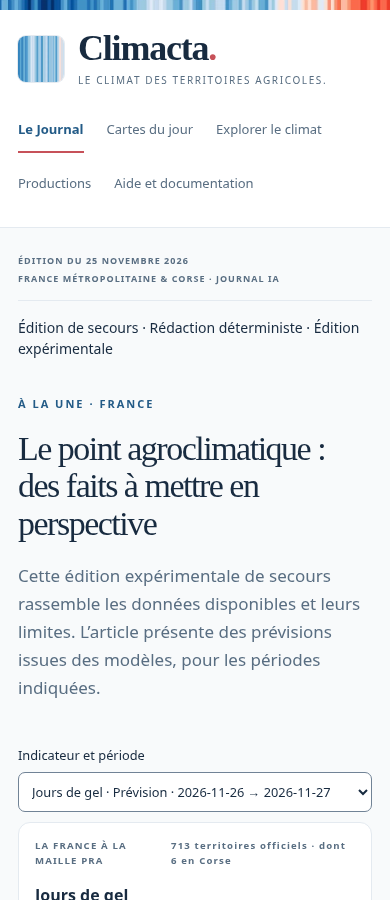 Climacta.
LE CLIMAT DES TERRITOIRES AGRICOLES.
Le Journal Cartes du jour Explorer le climat
Productions Aide et documentation
ÉDITION DU 25 NOVEMBRE 2026
FRANCE MÉTROPOLITAINE & CORSE · JOURNAL IA
Édition de secours · Rédaction déterministe · Édition
expérimentale
À LA UNE · FRANCE
Le point agroclimatique :
des faits à mettre en
perspective
Cette édition expérimentale de secours
rassemble les données disponibles et leurs
limites. L’article présente des prévisions
issues des modèles, pour les périodes
indiquées.
Indicateur et période
Jours de gel · Prévision · 2026-11-26 → 2026-11-27
LA FRANCE À LA
MAILLE PRA
713 territoires officiels · dont
6 en Corse
Jours de gel